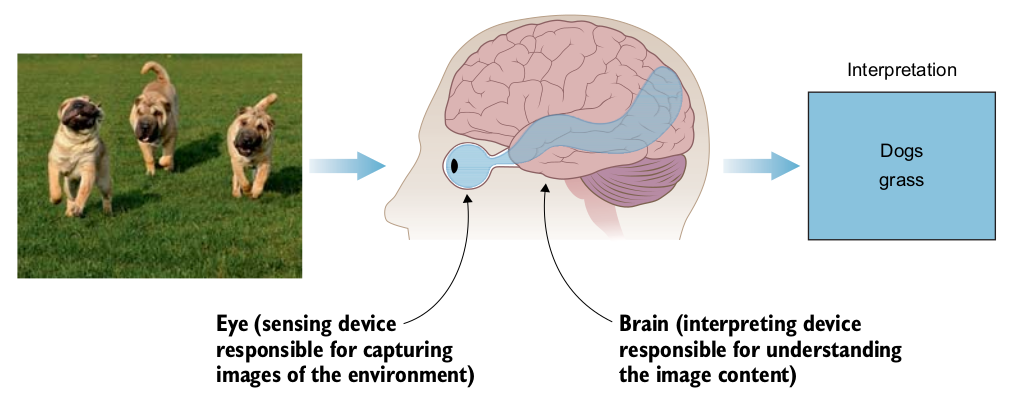 Interpretation
Dogs
grass
Eye (sensing device
responsible for capturing
images of the environment)
Brain (interpreting device
responsible for understanding
the image content)